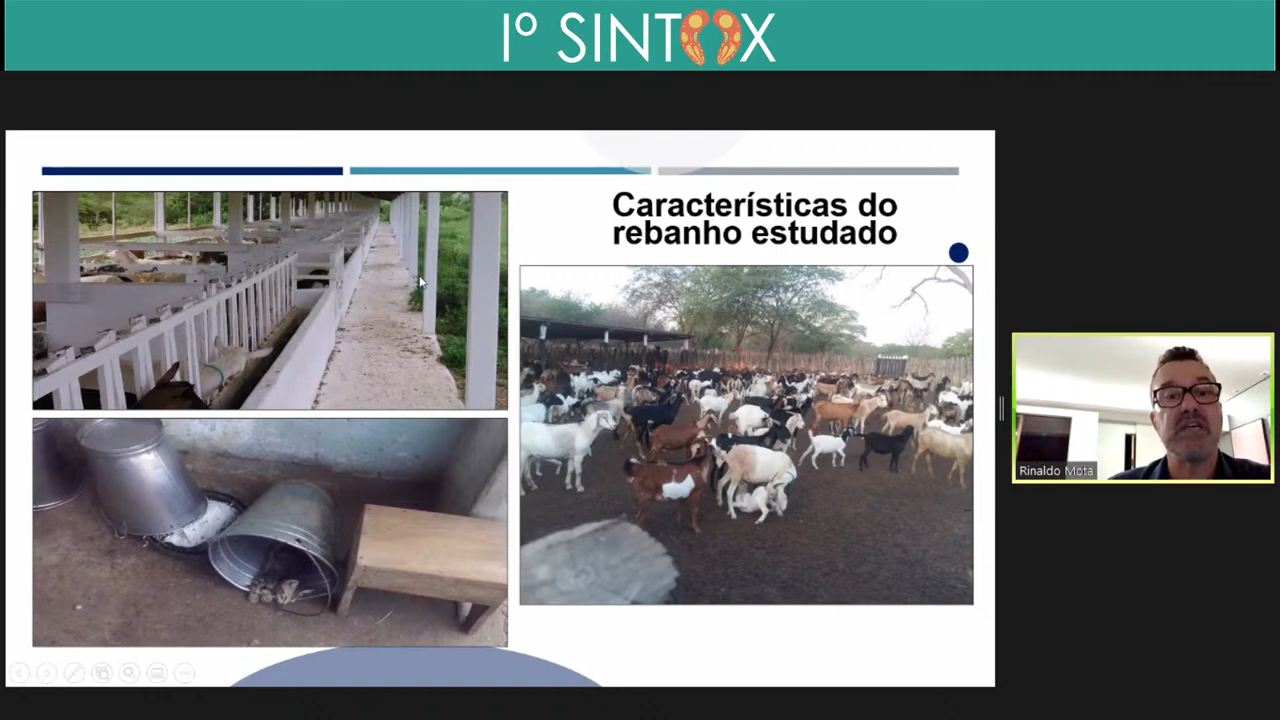 Iº SINTOX
Características do
rebanho estudado
Rinaldo Mota